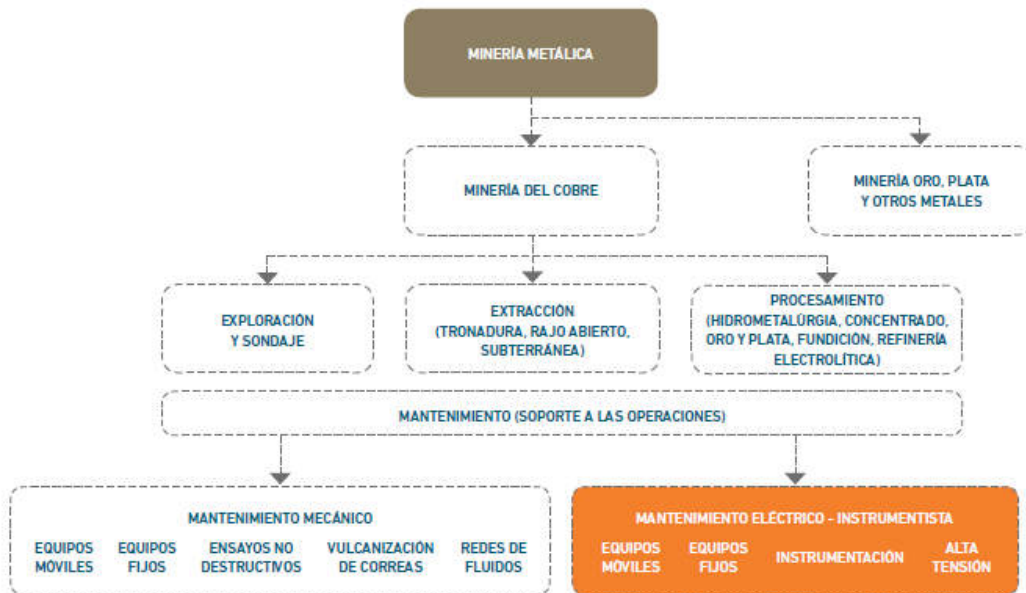 MINERÍA METÁLICA
MINERÍA DEL COBRE
MINERÍA ORO, PLATA
Y OTROS METALES
EXPLORACIÓN
Y SONDAJE
EXTRACCIÓN
(TRONADURA, RAJO ABIERTO,
SUBTERRÁNEA)
PROCESAMIENTO
(HIDROMETALÚRGIA, CONCENTRADO,
ORO Y PLATA, FUNDICIÓN, REFINERÍA
ELECTROLÍTICA)
MANTENIMIENTO (SOPORTE A LAS OPERACIONES)
MANTENIMIENTO MECÁNICO
EQUIPOS
MÓVILES
EQUIPOS
FIJOS
ENSAYOS NO
DESTRUCTIVOS
VULCANIZACIÓN
DE CORREAS
REDES DE
FLUIDOS
MANTENIMIENTO ELÉCTRICO - INSTRUMENTISTA
EQUIPOS
MÓVILES
EQUIPOS
FIJOS
INSTRUMENTACIÓN
ALTA
TENSIÓN